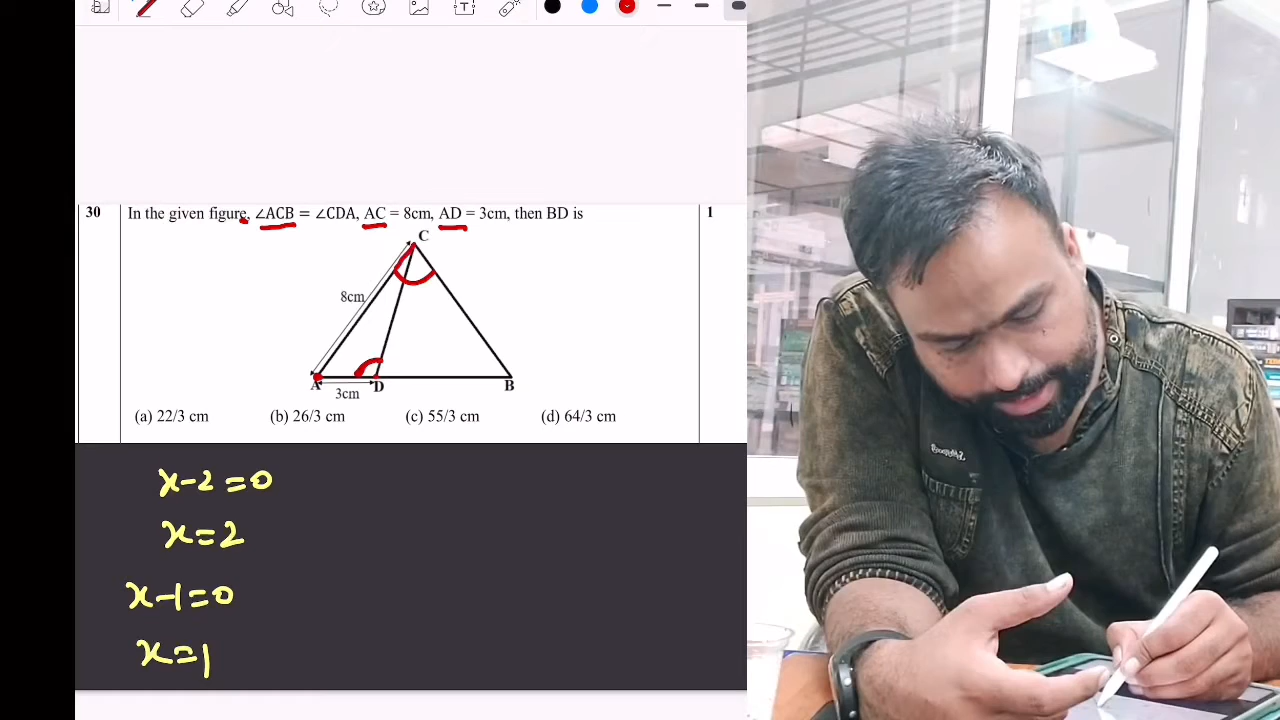 30 In the given figure, ∠ACB = ∠CDA, AC = 8cm, AD = 3cm, then BD is 1
C
8cm
A D B
3cm
(a) 22/3 cm (b) 26/3 cm (c) 55/3 cm (d) 64/3 cm
x-2=0
x=2
x-1=0
x=1